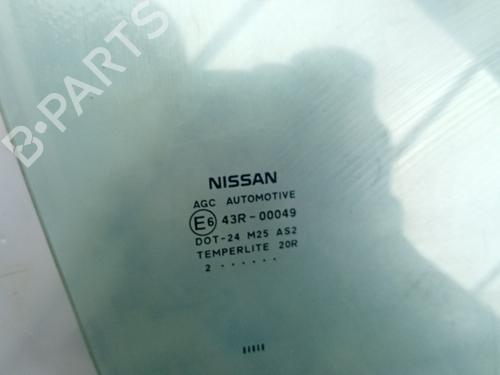 B-PARTS
NISSAN
AGC AUTOMOTIVE
E6 43R-00049
DOT-24 M25 AS2
TEMPERLITE 20R
2 ······